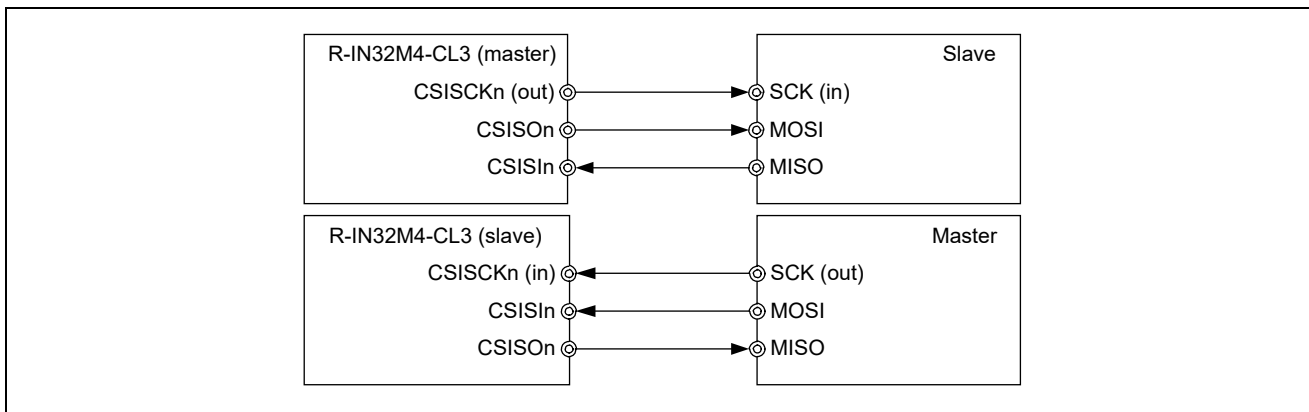 R-IN32M4-CL3 (master)
Slave
CSISCKn (out)
SCK (in)
CSISOn
MOSI
CSISIn
MISO
R-IN32M4-CL3 (slave)
Master
CSISCKn (in)
SCK (out)
CSISIn
MOSI
CSISOn
MISO